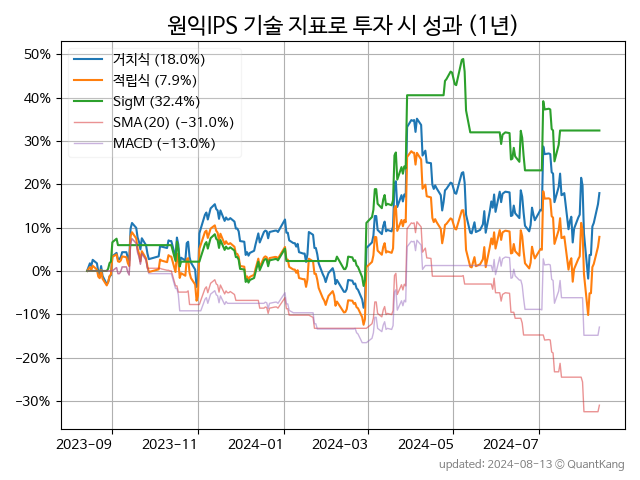 원익IPS 기술 지표로 투자 시 성과 (1년)
거치식 (18.0%)
적립식 (7.9%)
SigM (32.4%)
SMA(20) (−31.0%)
MACD (−13.0%)
50%
40%
30%
20%
10%
0%
−10%
−20%
−30%
2023-09 2023-11 2024-01 2024-03 2024-05 2024-07
updated: 2024-08-13 ⓒ QuantKang